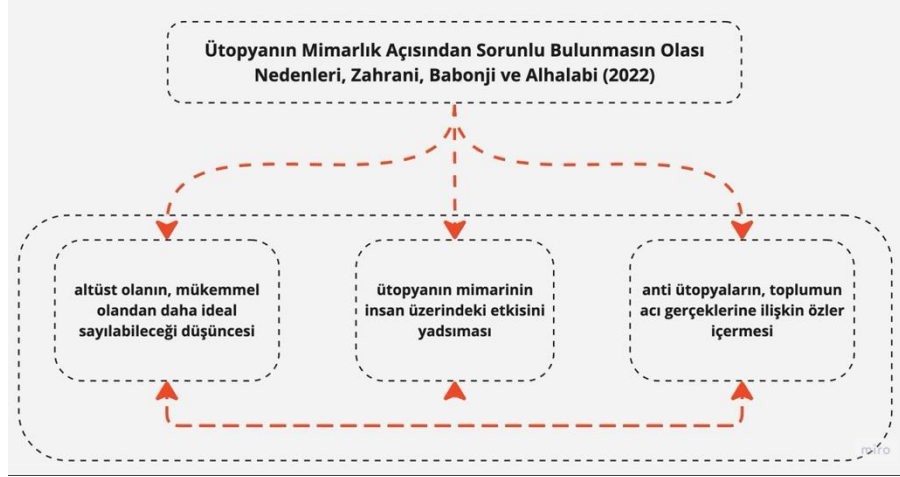 Ütopyanın Mimarlık Açısından Sorunlu Bulunmasın Olası
Nedenleri, Zahrani, Babonji ve Alhalabi (2022)
altüst olanın, mükemmel
olandan daha ideal
sayılabileceği düşüncesi
ütopyanın mimarinin
insan üzerindeki etkisini
yadsıması
anti ütopyaların, toplumun
acı gerçeklerine ilişkin özler
içermesi
miro